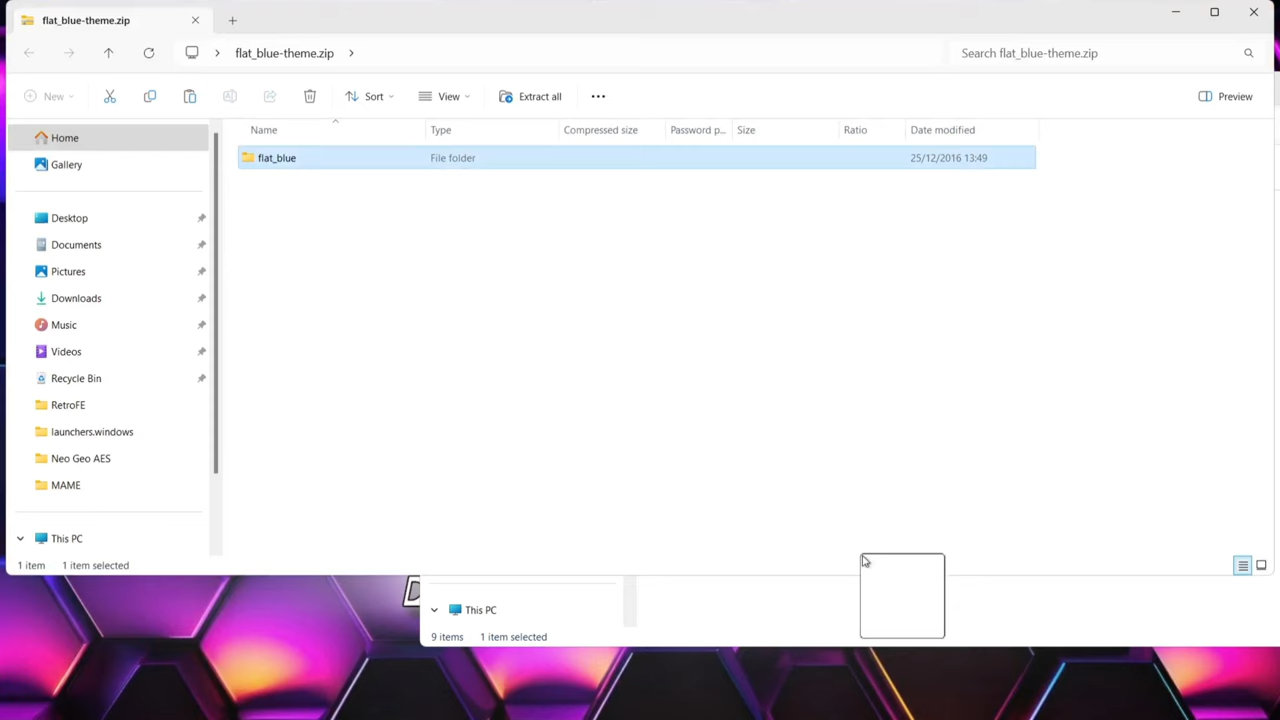 flat_blue-theme.zip
flat_blue-theme.zip
Search flat_blue-theme.zip
New
Sort
View
Extract all
Preview
Name Type Compressed size Password p... Size Ratio Date modified
flat_blue File folder 25/12/2016 13:49
Home
Gallery
Desktop
Documents
Pictures
Downloads
Music
Videos
Recycle Bin
RetroFE
launchers.windows
Neo Geo AES
MAME
This PC
1 item 1 item selected
This PC
9 items 1 item selected